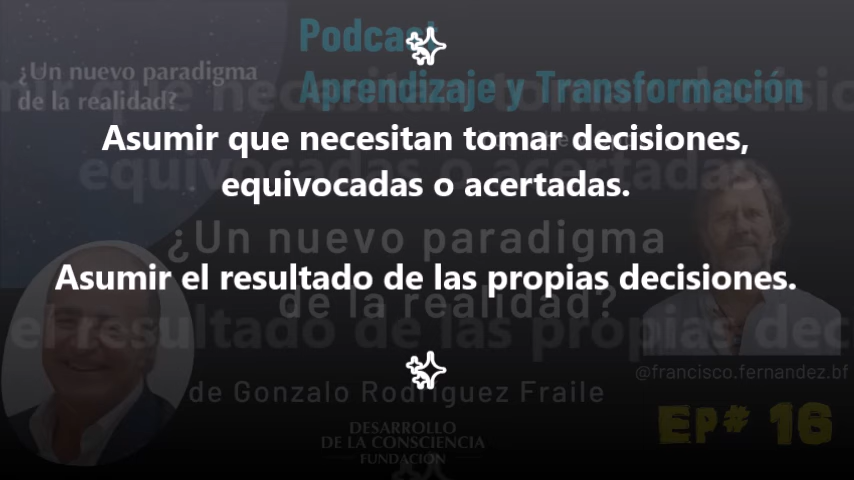 Podcast
¿Un nuevo paradigma
de la realidad?
Aprendizaje y Transformación
Asumir que necesitan tomar decisiones,
equivocadas o acertadas.
¿Un nuevo paradigma
de la realidad?
Asumir el resultado de las propias decisiones.
@francisco.fernandez.bf
de Gonzalo Rodríguez Fraile
EP# 16
DESARROLLO
DE LA CONSCIENCIA
FUNDACIÓN